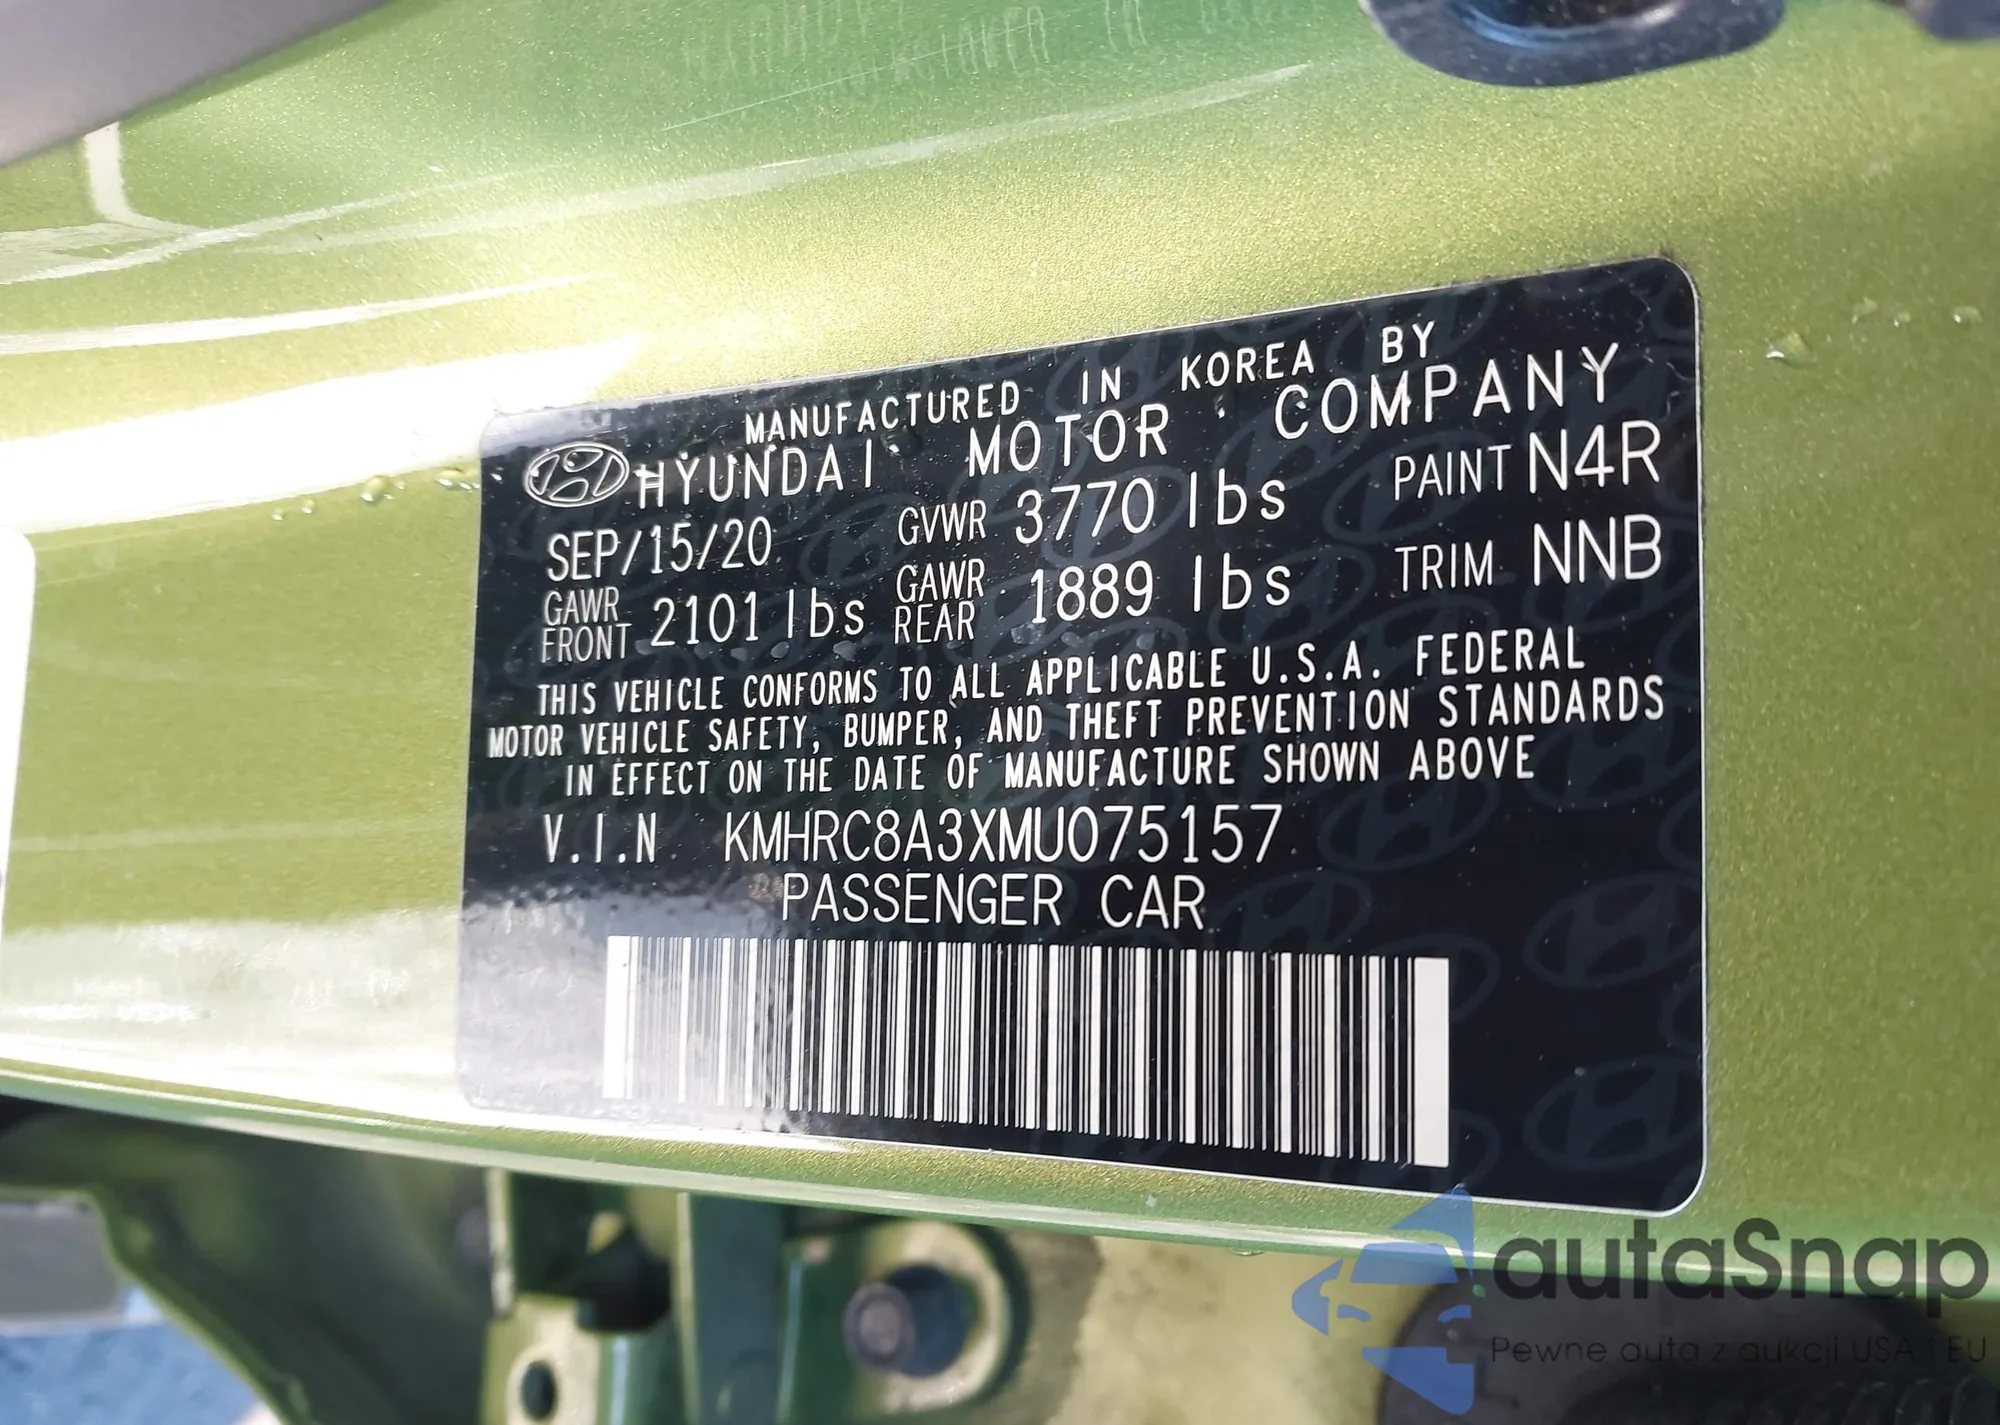 MANUFACTURED IN KOREA BY
HYUNDAI MOTOR COMPANY
SEP/15/20 GVWR 3770 lbs PAINT N4R
GAWR FRONT 2101 lbs GAWR REAR 1889 lbs TRIM NNB
THIS VEHICLE CONFORMS TO ALL APPLICABLE U.S.A. FEDERAL
MOTOR VEHICLE SAFETY, BUMPER, AND THEFT PREVENTION STANDARDS
IN EFFECT ON THE DATE OF MANUFACTURE SHOWN ABOVE
V.I.N KMHRC8A3XMU075157
PASSENGER CAR
autaSnap
Pewne auta z aukcji USA i EU